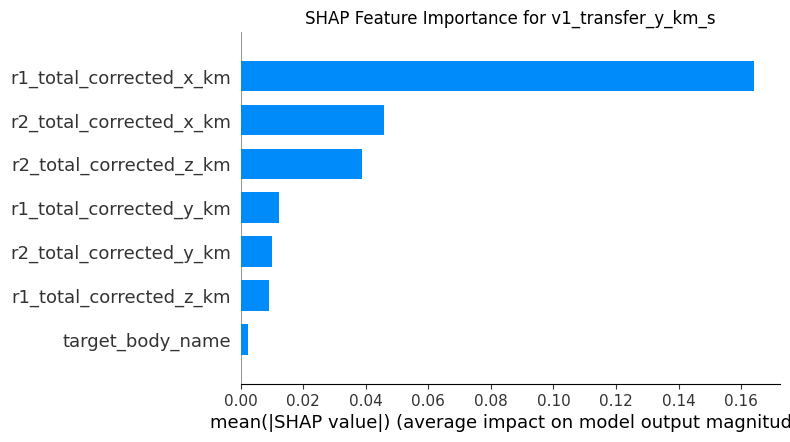 SHAP Feature Importance for v1_transfer_y_km_s
r1_total_corrected_x_km
r2_total_corrected_x_km
r2_total_corrected_z_km
r1_total_corrected_y_km
r2_total_corrected_y_km
r1_total_corrected_z_km
target_body_name
0.00 0.02 0.04 0.06 0.08 0.10 0.12 0.14 0.16
mean(|SHAP value|) (average impact on model output magnitud